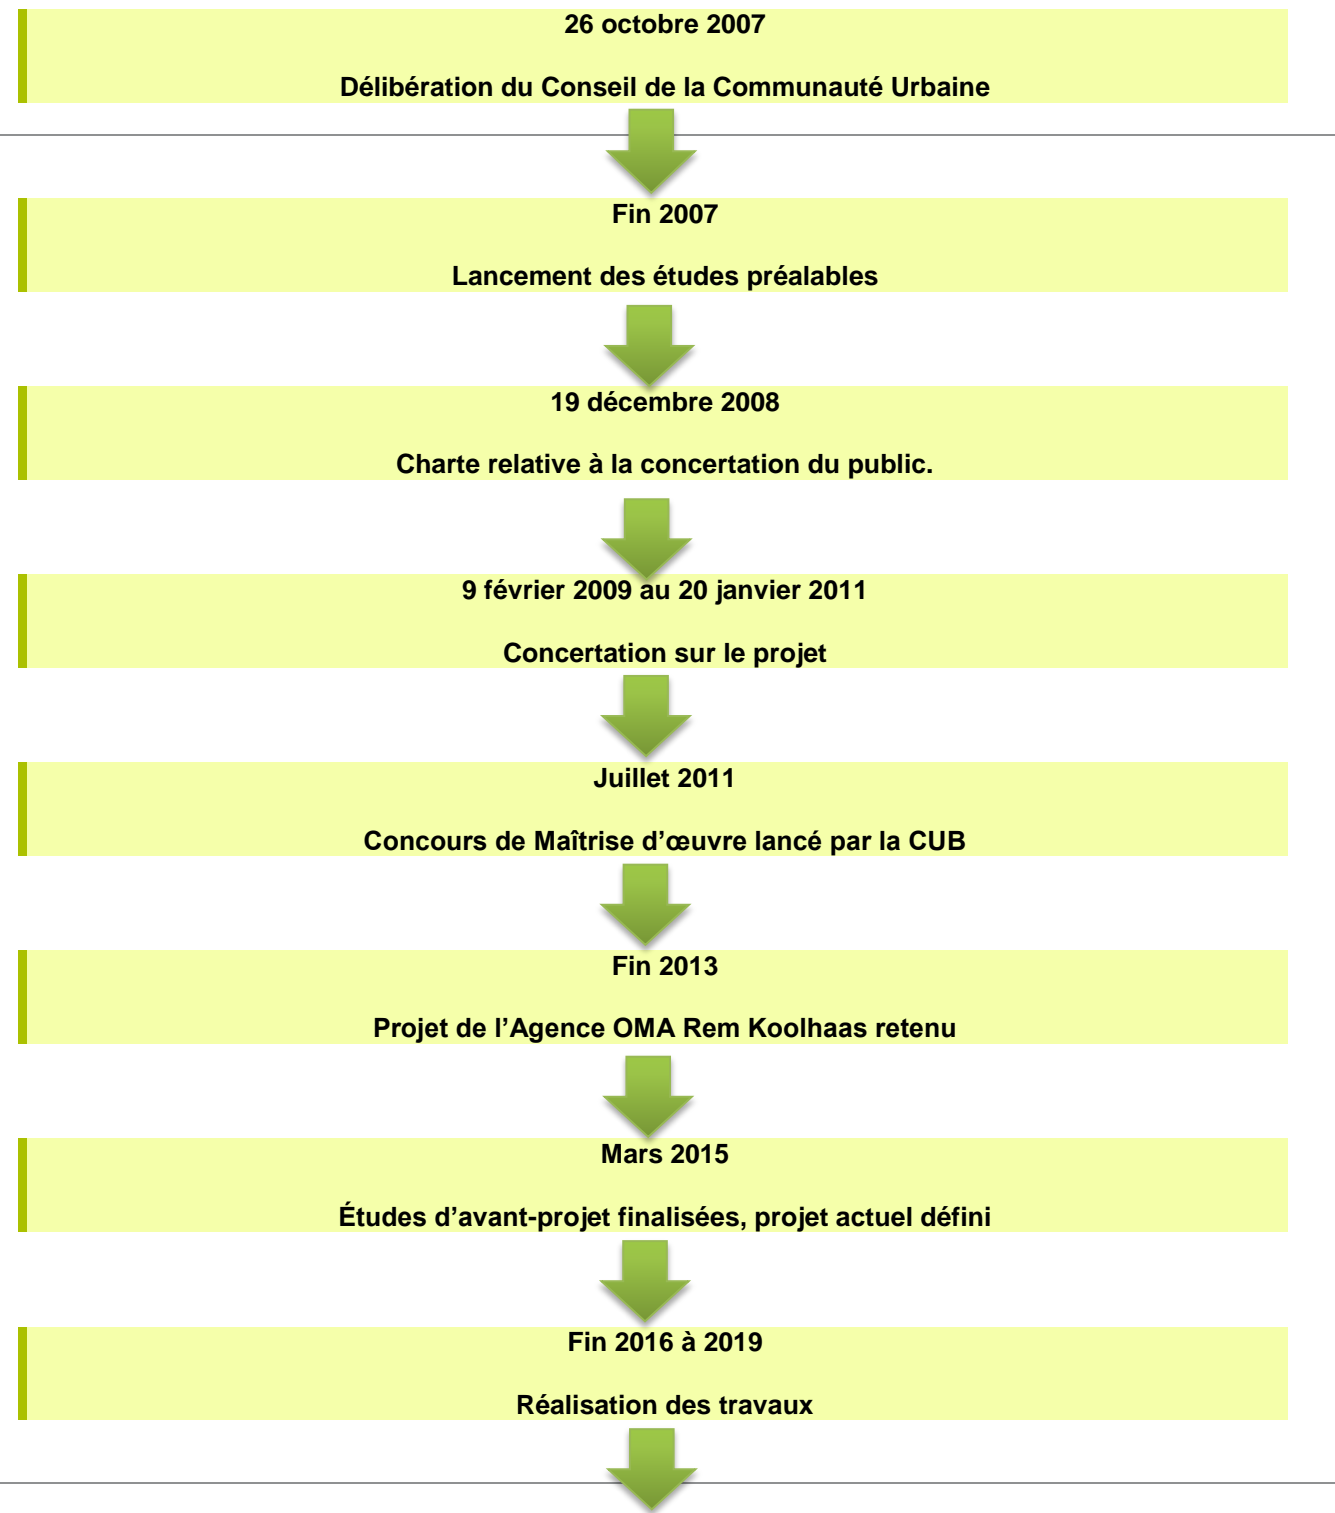 26 octobre 2007
Délibération du Conseil de la Communauté Urbaine
Fin 2007
Lancement des études préalables
19 décembre 2008
Charte relative à la concertation du public.
9 février 2009 au 20 janvier 2011
Concertation sur le projet
Juillet 2011
Concours de Maîtrise d’œuvre lancé par la CUB
Fin 2013
Projet de l’Agence OMA Rem Koolhaas retenu
Mars 2015
Études d’avant-projet finalisées, projet actuel défini
Fin 2016 à 2019
Réalisation des travaux